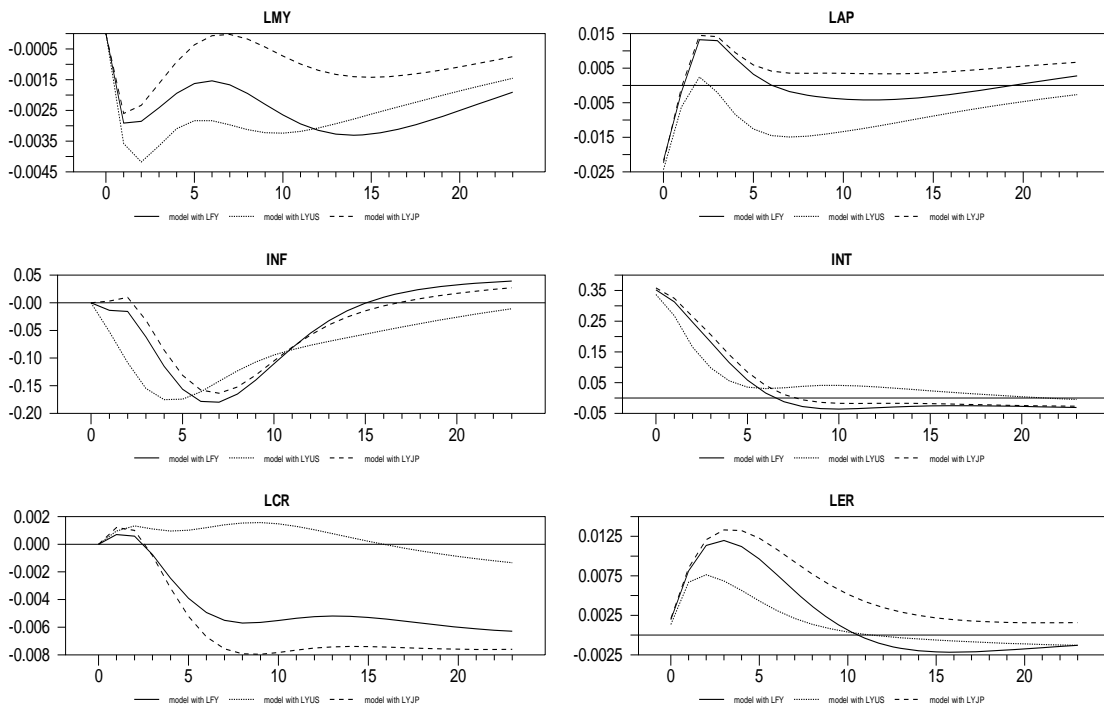 LMY
-0.0005
-0.0015
-0.0025
-0.0035
-0.0045
0 5 10 15 20
model with LFY model with LYUS model with LYJP
LAP
0.015
0.005
-0.005
-0.015
-0.025
0 5 10 15 20
model with LFY model with LYUS model with LYJP
INF
0.05
-0.00
-0.05
-0.10
-0.15
-0.20
0 5 10 15 20
model with LFY model with LYUS model with LYJP
INT
0.35
0.25
0.15
0.05
-0.05
0 5 10 15 20
model with LFY model with LYUS model with LYJP
LCR
0.002
0.000
-0.002
-0.004
-0.006
-0.008
0 5 10 15 20
model with LFY model with LYUS model with LYJP
LER
0.0125
0.0075
0.0025
-0.0025
0 5 10 15 20
model with LFY model with LYUS model with LYJP